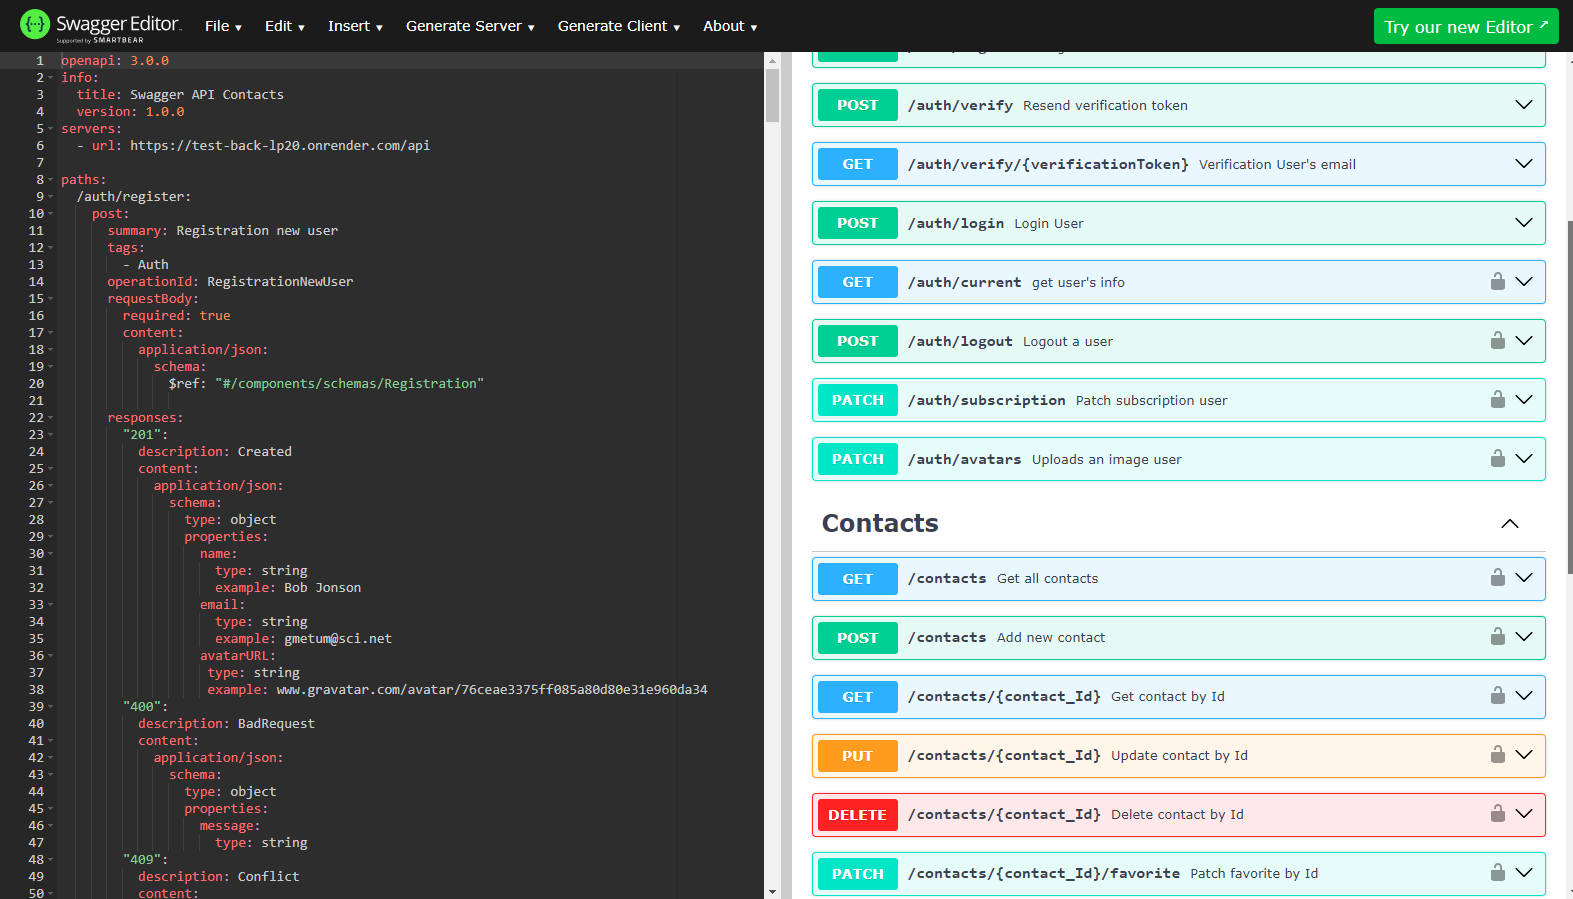 Swagger Editor.
Supported by SMARTBEAR
File Edit Insert Generate Server Generate Client About
Try our new Editor ↗
1 openapi: 3.0.0
2 info:
3 title: Swagger API Contacts
4 version: 1.0.0
5 servers:
6 - url: https://test-back-lp20.onrender.com/api
7
8 paths:
9 /auth/register:
10 post:
11 summary: Registration new user
12 tags:
13 - Auth
14 operationId: RegistrationNewUser
15 requestBody:
16 required: true
17 content:
18 application/json:
19 schema:
20 $ref: "#/components/schemas/Registration"
21
22 responses:
23 "201":
24 description: Created
25 content:
26 application/json:
27 schema:
28 type: object
29 properties:
30 name:
31 type: string
32 example: Bob Jonson
33 email:
34 type: string
35 example: gmetum@sci.net
36 avatarURL:
37 type: string
38 example: www.gravatar.com/avatar/76ceae3375ff085a80d80e31e960da34
39 "400":
40 description: BadRequest
41 content:
42 application/json:
43 schema:
44 type: object
45 properties:
46 message:
47 type: string
48 "409":
49 description: Conflict
50 content:
POST /auth/verify Resend verification token
GET /auth/verify/{verificationToken} Verification User's email
POST /auth/login Login User
GET /auth/current get user's info
POST /auth/logout Logout a user
PATCH /auth/subscription Patch subscription user
PATCH /auth/avatars Uploads an image user
Contacts
GET /contacts Get all contacts
POST /contacts Add new contact
GET /contacts/{contact_Id} Get contact by Id
PUT /contacts/{contact_Id} Update contact by Id
DELETE /contacts/{contact_Id} Delete contact by Id
PATCH /contacts/{contact_Id}/favorite Patch favorite by Id